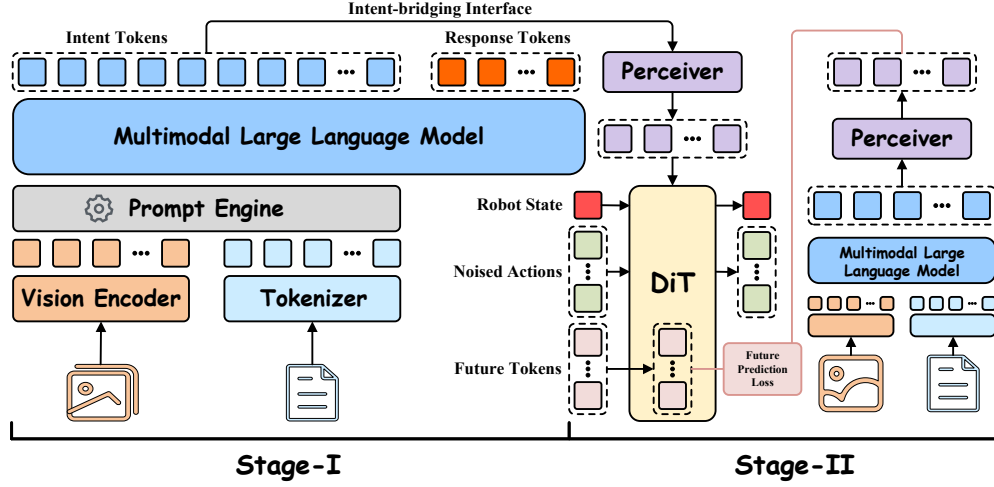 Intent-bridging Interface
Intent Tokens
Response Tokens
Perceiver
Multimodal Large Language Model
Prompt Engine
Vision Encoder
Tokenizer
Robot State
Noised Actions
DiT
Future Tokens
Future
Prediction
Loss
Perceiver
Multimodal Large
Language Model
Stage-I
Stage-II